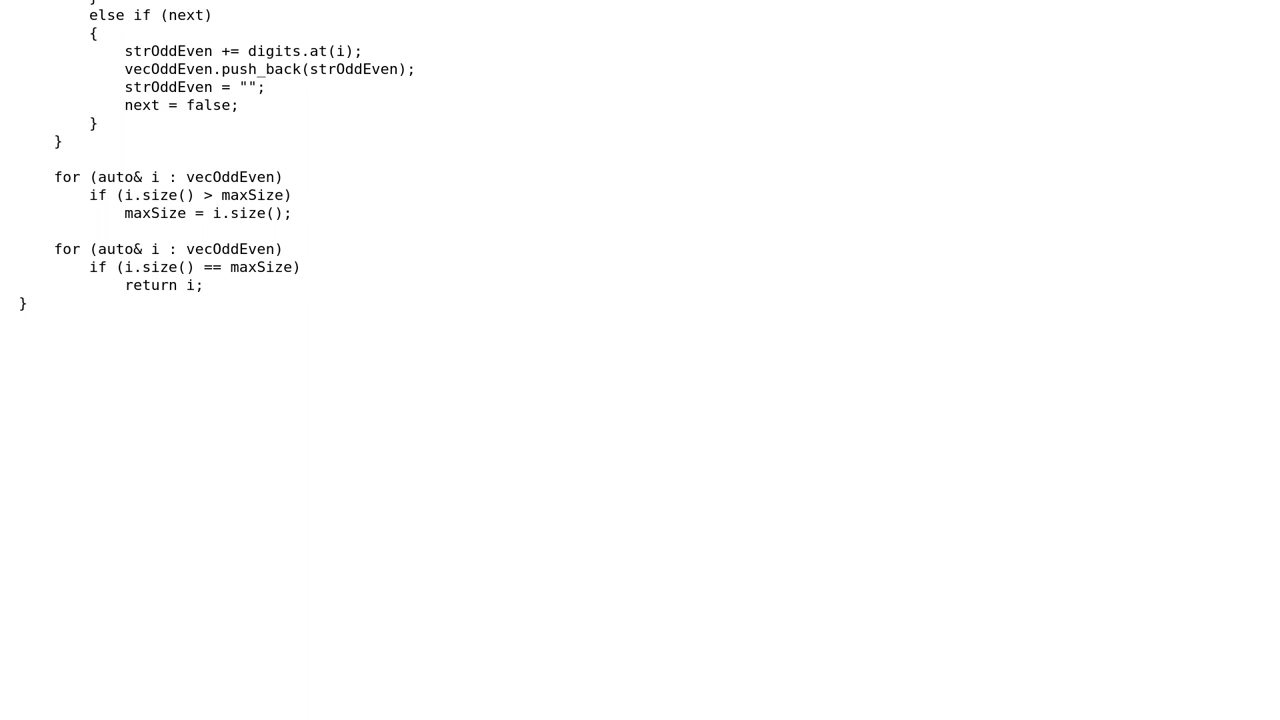 }
else if (next)
{
strOddEven += digits.at(i);
vecOddEven.push_back(strOddEven);
strOddEven = "";
next = false;
}
}
for (auto& i : vecOddEven)
if (i.size() > maxSize)
maxSize = i.size();
for (auto& i : vecOddEven)
if (i.size() == maxSize)
return i;
}